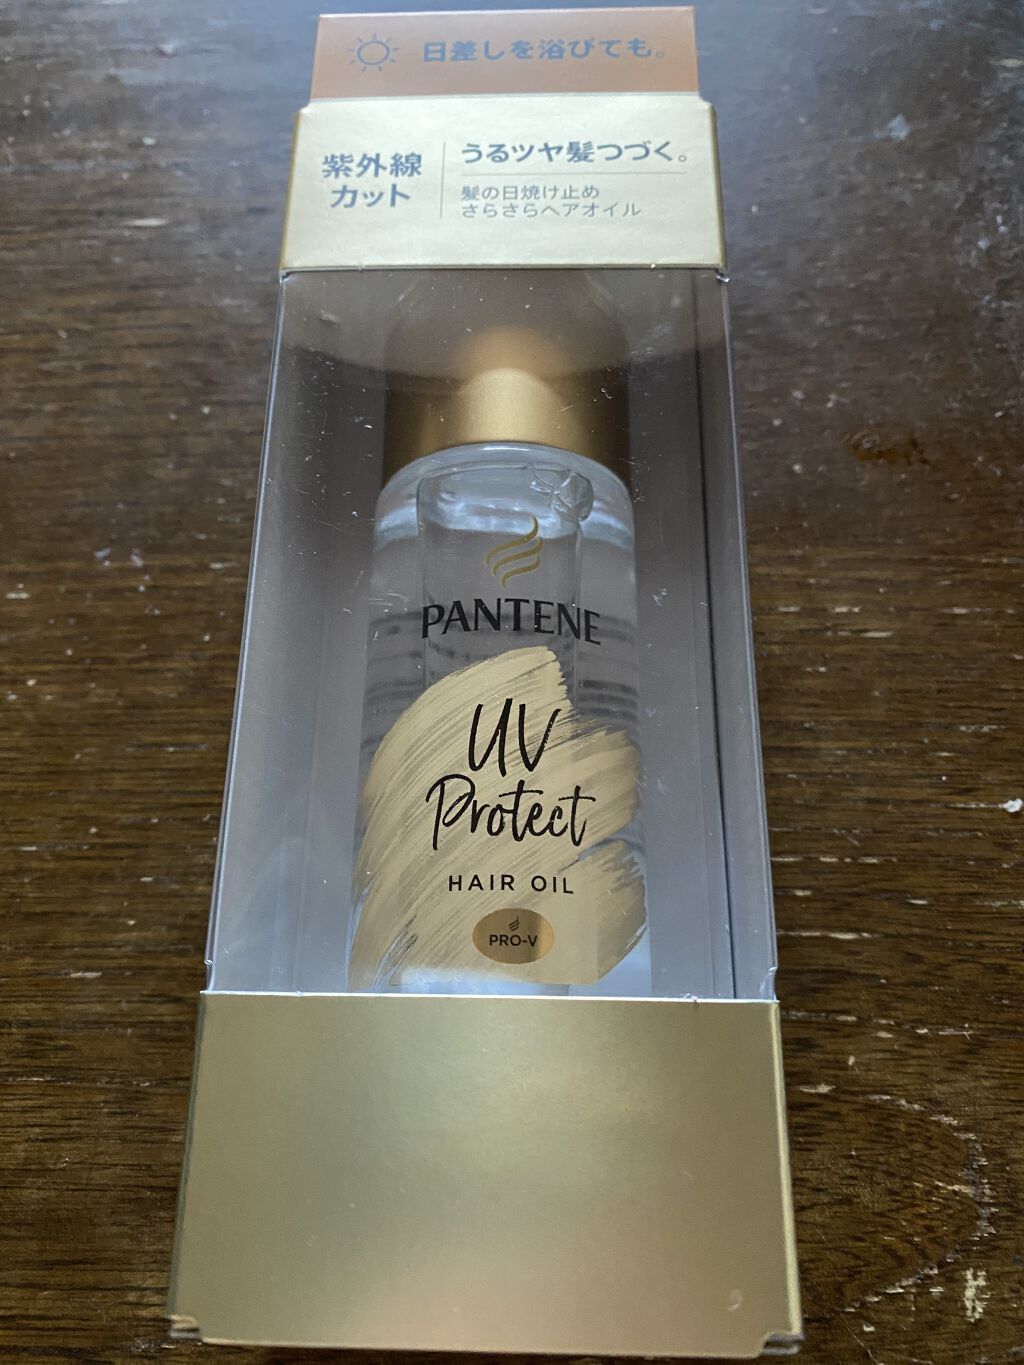 日差しを浴びても。
紫外線
カット
うるツヤ髪つづく。
髪の日焼け止め
さらさらヘアオイル
PANTENE
UV
Protect
HAIR OIL
PRO-V